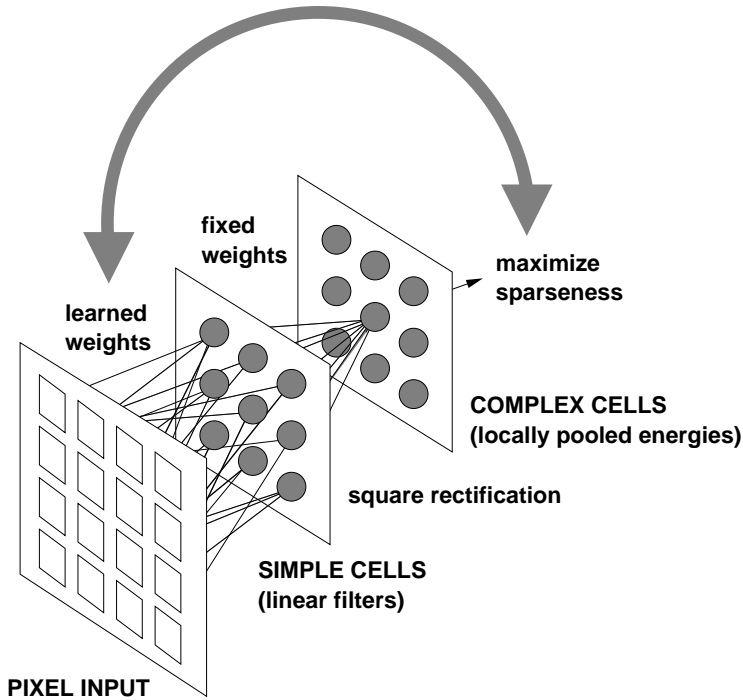 fixed
weights
maximize
sparseness
learned
weights
COMPLEX CELLS
(locally pooled energies)
square rectification
SIMPLE CELLS
(linear filters)
PIXEL INPUT